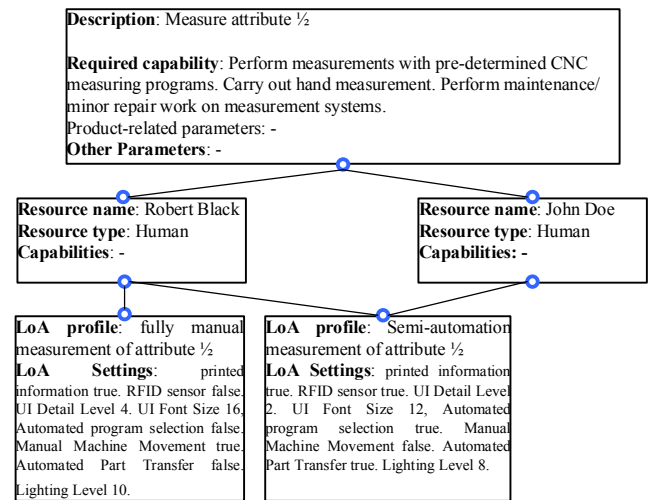 Description: Measure attribute ½
Required capability: Perform measurements with pre-determined CNC
measuring programs. Carry out hand measurement. Perform maintenance/
minor repair work on measurement systems.
Product-related parameters: -
Other Parameters: -
Resource name: Robert Black
Resource type: Human
Capabilities: -
Resource name: John Doe
Resource type: Human
Capabilities: -
LoA profile: fully manual
measurement of attribute ½
LoA Settings: printed
information true. RFID sensor false.
UI Detail Level 4. UI Font Size 16,
Automated program selection false.
Manual Machine Movement true.
Automated Part Transfer false.
Lighting Level 10.
LoA profile: Semi-automation
measurement of attribute ½
LoA Settings: printed information
true. RFID sensor true. UI Detail Level
2. UI Font Size 12, Automated
program selection true. Manual
Machine Movement false. Automated
Part Transfer true. Lighting Level 8.